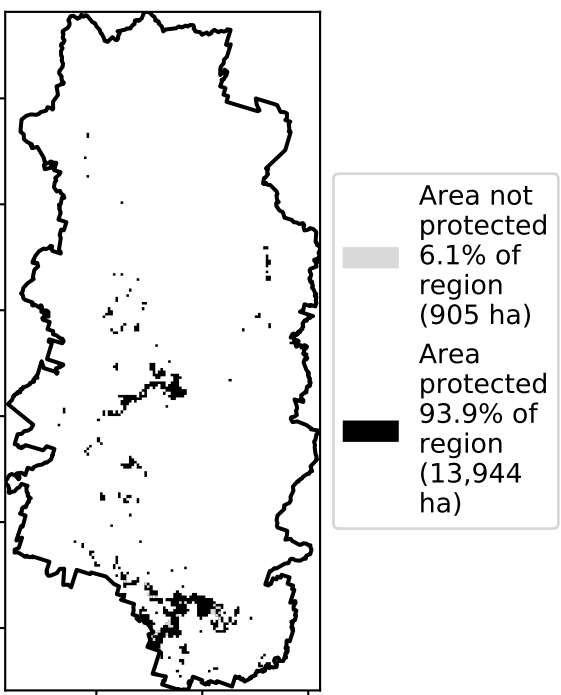 Area not
protected
6.1% of
region
(905 ha)
Area
protected
93.9% of
region
(13,944
ha)